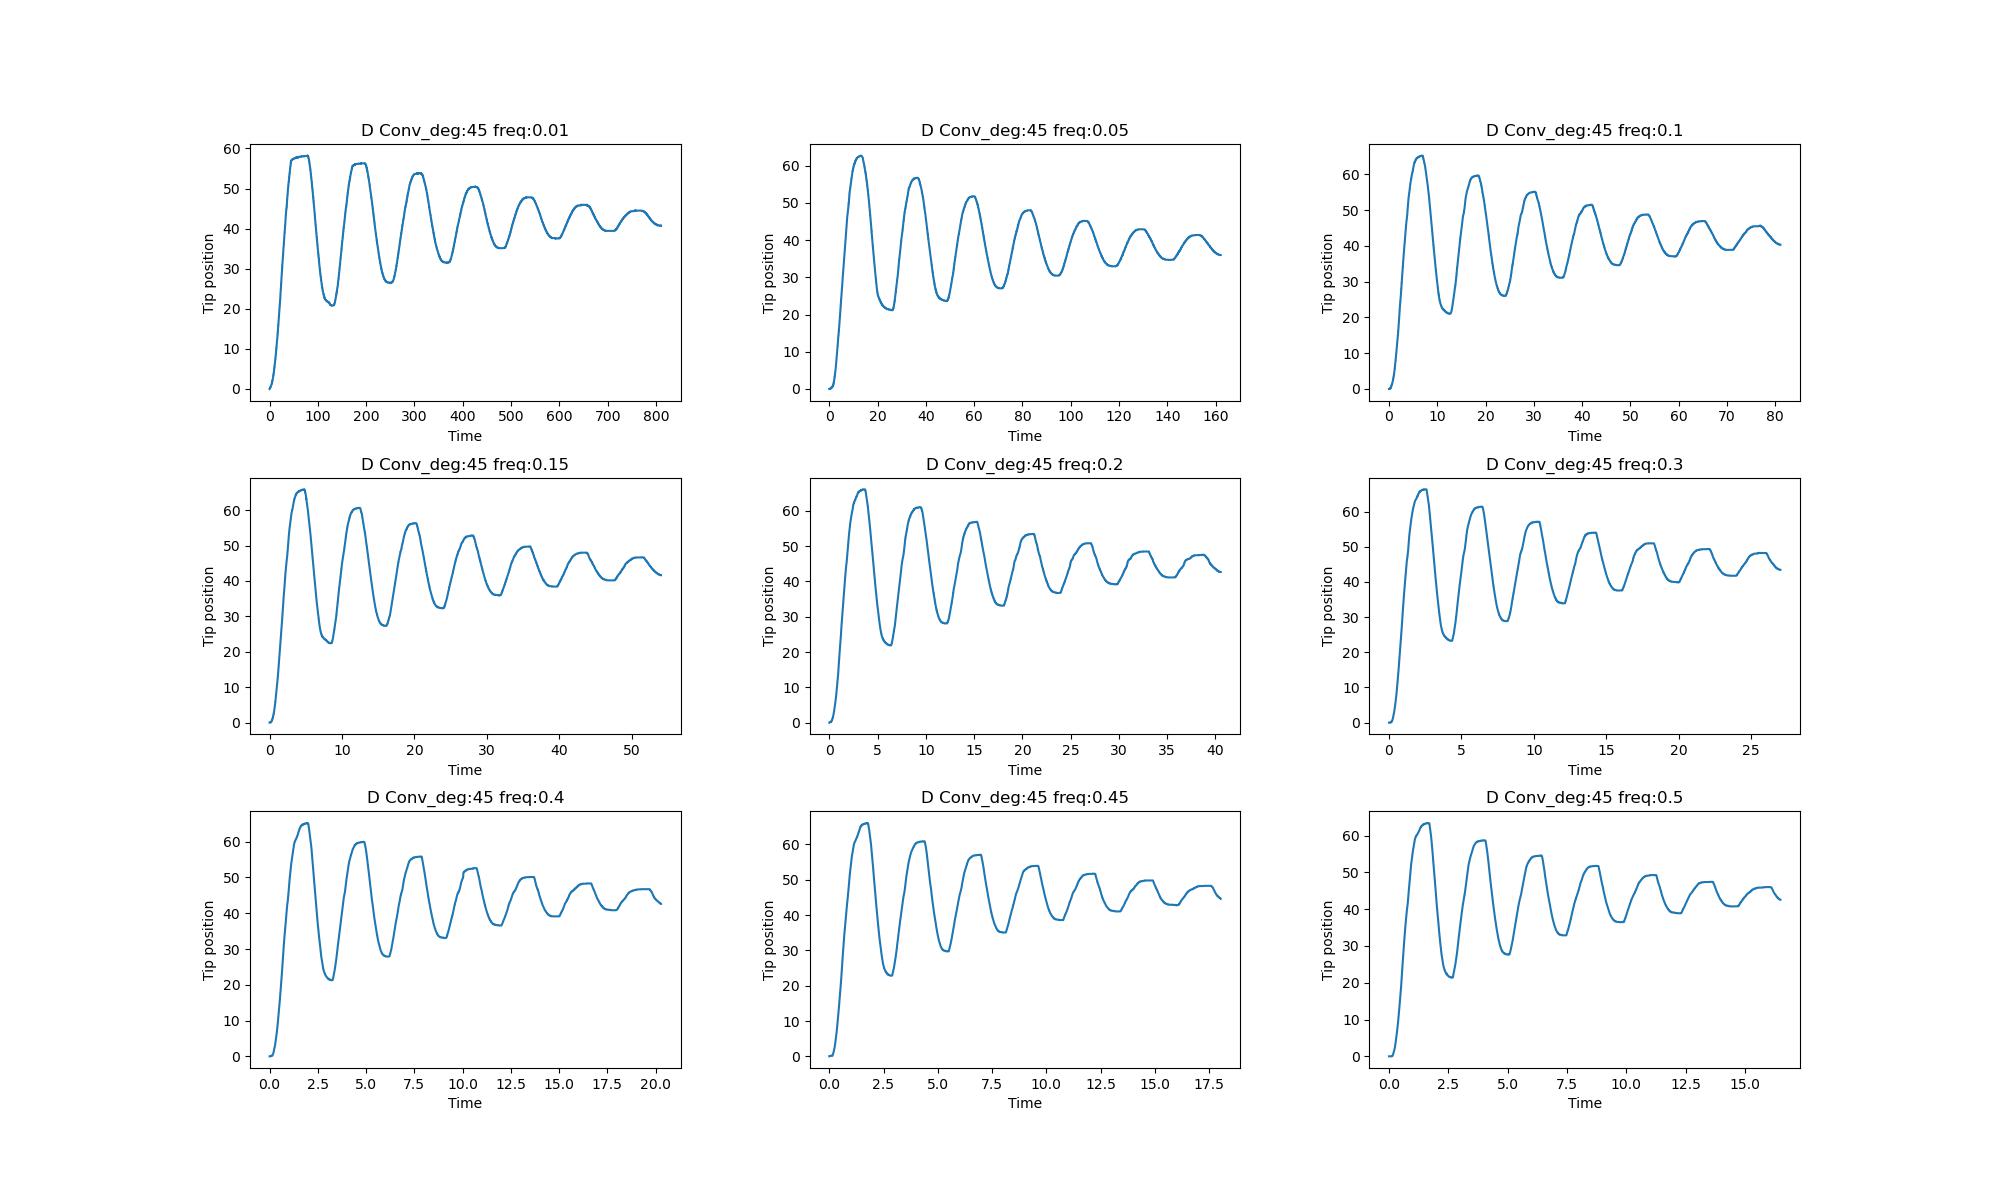 D Conv_deg:45 freq:0.01
60
50
40
30
20
10
0
Tip position
0 100 200 300 400 500 600 700 800
Time
D Conv_deg:45 freq:0.05
60
50
40
30
20
10
0
Tip position
0 20 40 60 80 100 120 140 160
Time
D Conv_deg:45 freq:0.1
60
50
40
30
20
10
0
Tip position
0 10 20 30 40 50 60 70 80
Time
D Conv_deg:45 freq:0.15
60
50
40
30
20
10
0
Tip position
0 10 20 30 40 50
Time
D Conv_deg:45 freq:0.2
60
50
40
30
20
10
0
Tip position
0 5 10 15 20 25 30 35 40
Time
D Conv_deg:45 freq:0.3
60
50
40
30
20
10
0
Tip position
0 5 10 15 20 25
Time
D Conv_deg:45 freq:0.4
60
50
40
30
20
10
0
Tip position
0.0 2.5 5.0 7.5 10.0 12.5 15.0 17.5 20.0
Time
D Conv_deg:45 freq:0.45
60
50
40
30
20
10
0
Tip position
0.0 2.5 5.0 7.5 10.0 12.5 15.0 17.5
Time
D Conv_deg:45 freq:0.5
60
50
40
30
20
10
0
Tip position
0.0 2.5 5.0 7.5 10.0 12.5 15.0
Time